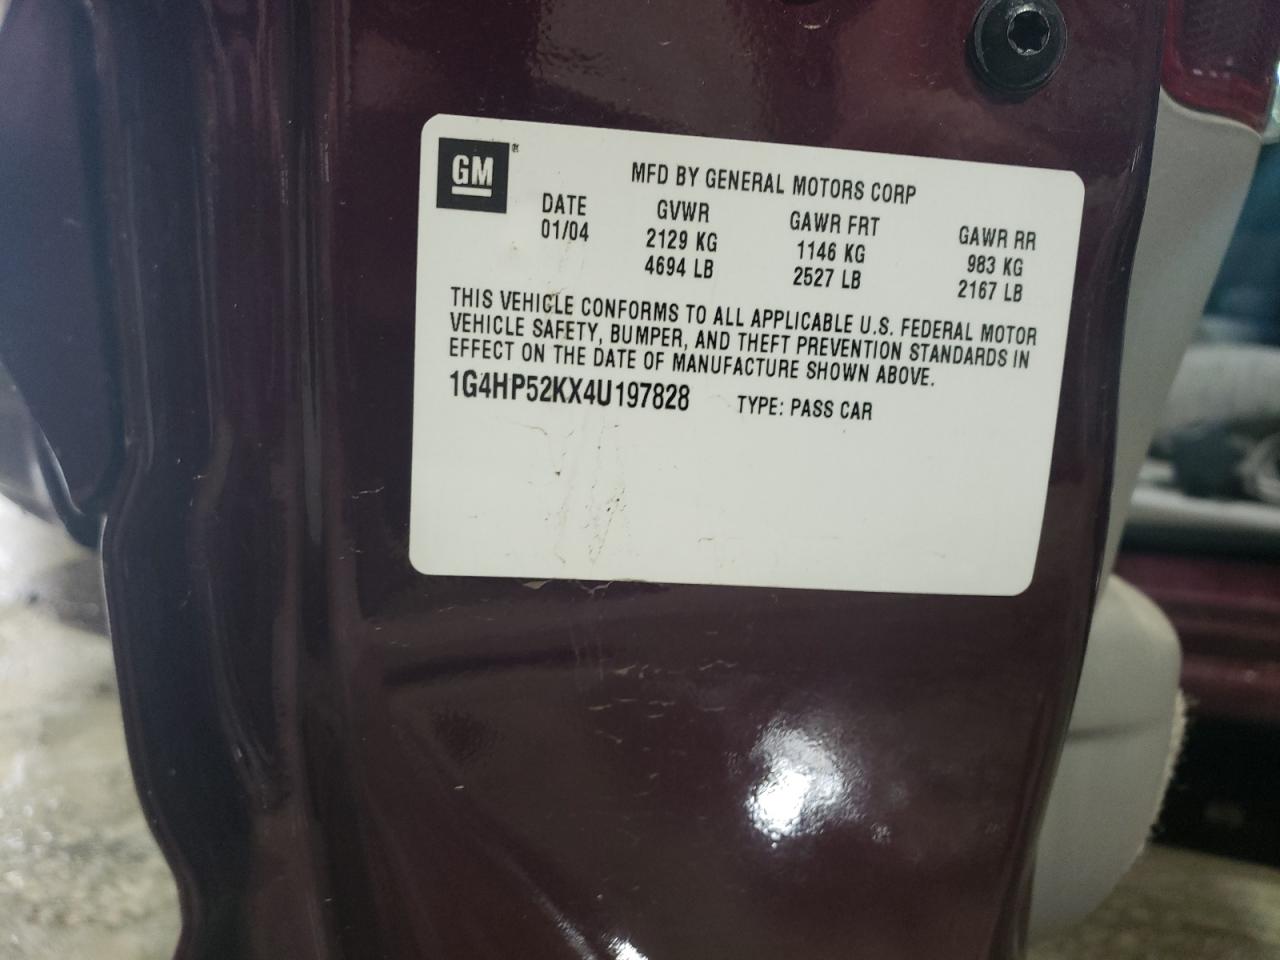 GM®
MFD BY GENERAL MOTORS CORP
DATE GVWR GAWR FRT GAWR RR
01/04 2129 KG 1146 KG 983 KG
4694 LB 2527 LB 2167 LB
THIS VEHICLE CONFORMS TO ALL APPLICABLE U.S. FEDERAL MOTOR
VEHICLE SAFETY, BUMPER, AND THEFT PREVENTION STANDARDS IN
EFFECT ON THE DATE OF MANUFACTURE SHOWN ABOVE.
1G4HP52KX4U197828 TYPE: PASS CAR